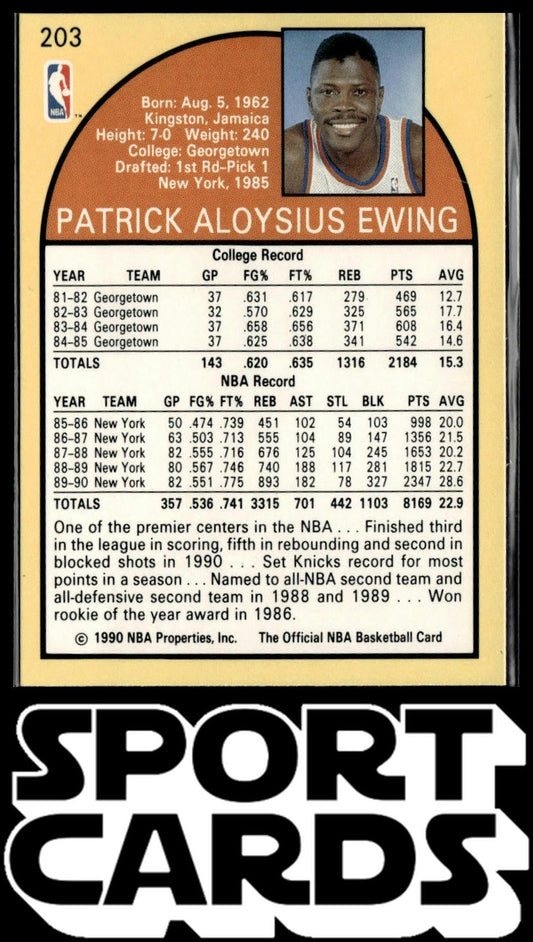 203
NBA
™
Born: Aug. 5, 1962
Kingston, Jamaica
Height: 7-0 Weight: 240
College: Georgetown
Drafted: 1st Rd–Pick 1
New York, 1985
PATRICK ALOYSIUS EWING
College Record
YEAR TEAM GP FG% FT% REB PTS AVG
81–82 Georgetown 37 .631 .617 279 469 12.7
82–83 Georgetown 32 .570 .629 325 565 17.7
83–84 Georgetown 37 .658 .656 371 608 16.4
84–85 Georgetown 37 .625 .638 341 542 14.6
TOTALS 143 .620 .635 1316 2184 15.3
NBA Record
YEAR TEAM GP FG% FT% REB AST STL BLK PTS AVG
85–86 New York 50 .474 .739 451 102 54 103 998 20.0
86–87 New York 63 .503 .713 555 104 89 147 1356 21.5
87–88 New York 82 .555 .716 676 125 104 245 1653 20.2
88–89 New York 80 .567 .746 740 188 117 281 1815 22.7
89–90 New York 82 .551 .775 893 182 78 327 2347 28.6
TOTALS 357 .536 .741 3315 701 442 1103 8169 22.9
One of the premier centers in the NBA . . . Finished third
in the league in scoring, fifth in rebounding and second in
blocked shots in 1990 . . . Set Knicks record for most
points in a season . . . Named to all-NBA second team and
all-defensive second team in 1988 and 1989 . . . Won
rookie of the year award in 1986.
© 1990 NBA Properties, Inc. The Official NBA Basketball Card
SPORT
CARDS